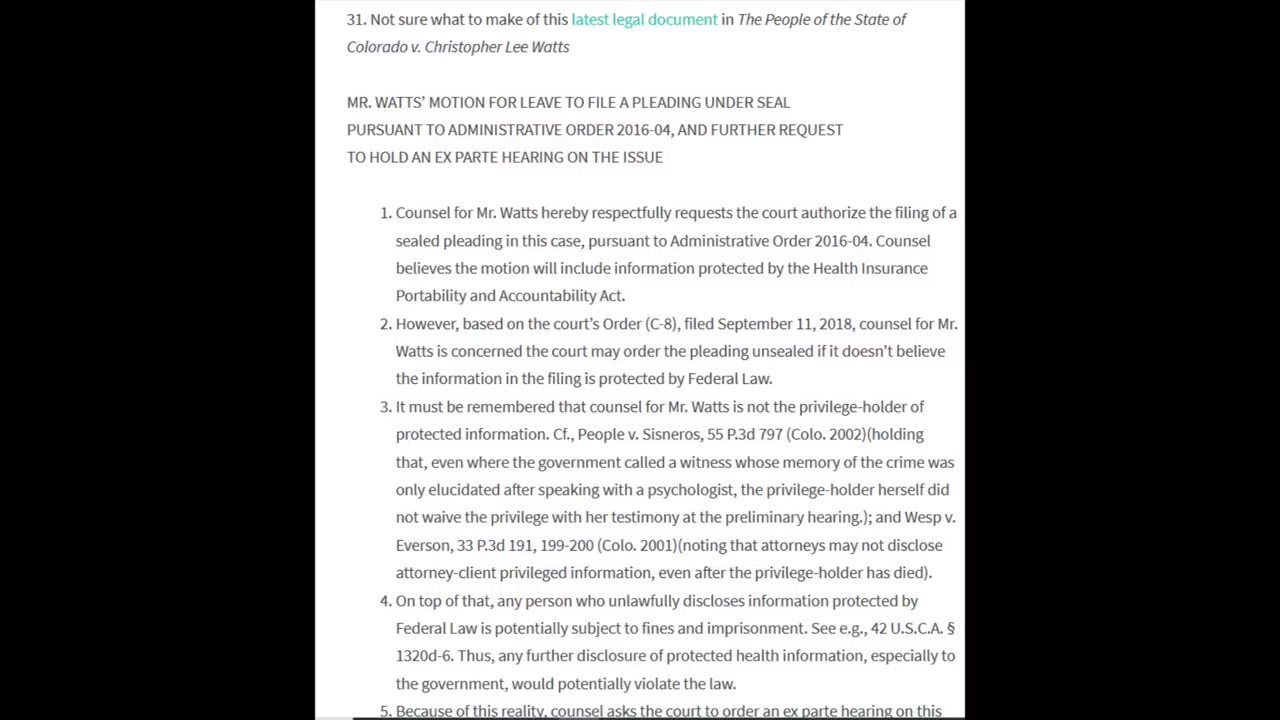 31. Not sure what to make of this latest legal document in The People of the State of
Colorado v. Christopher Lee Watts
MR. WATTS’ MOTION FOR LEAVE TO FILE A PLEADING UNDER SEAL
PURSUANT TO ADMINISTRATIVE ORDER 2016-04, AND FURTHER REQUEST
TO HOLD AN EX PARTE HEARING ON THE ISSUE
1. Counsel for Mr. Watts hereby respectfully requests the court authorize the filing of a
sealed pleading in this case, pursuant to Administrative Order 2016-04. Counsel
believes the motion will include information protected by the Health Insurance
Portability and Accountability Act.
2. However, based on the court’s Order (C-8), filed September 11, 2018, counsel for Mr.
Watts is concerned the court may order the pleading unsealed if it doesn’t believe
the information in the filing is protected by Federal Law.
3. It must be remembered that counsel for Mr. Watts is not the privilege-holder of
protected information. Cf., People v. Sisneros, 55 P.3d 797 (Colo. 2002)(holding
that, even where the government called a witness whose memory of the crime was
only elucidated after speaking with a psychologist, the privilege-holder herself did
not waive the privilege with her testimony at the preliminary hearing.); and Wesp v.
Everson, 33 P.3d 191, 199-200 (Colo. 2001)(noting that attorneys may not disclose
attorney-client privileged information, even after the privilege-holder has died).
4. On top of that, any person who unlawfully discloses information protected by
Federal Law is potentially subject to fines and imprisonment. See e.g., 42 U.S.C.A. §
1320d-6. Thus, any further disclosure of protected health information, especially to
the government, would potentially violate the law.
5. Because of this reality, counsel asks the court to order an ex parte hearing on this